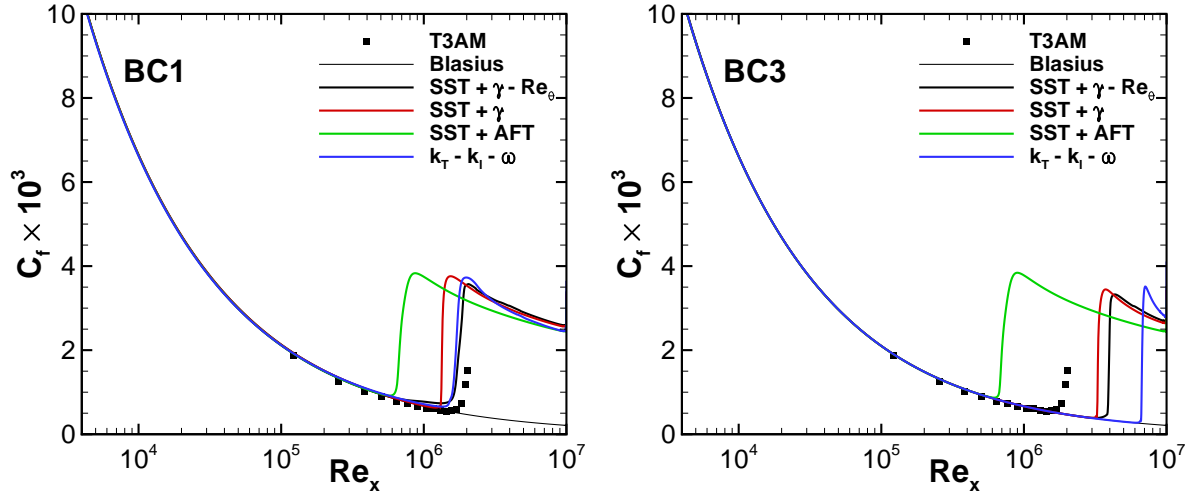 10
8
6
4
2
0
C_f × 10³
BC1
T3AM
Blasius
SST + γ - Re_θ
SST + γ
SST + AFT
k_T - k_l - ω
10⁴ 10⁵ 10⁶ 10⁷
Re_x
10
8
6
4
2
0
C_f × 10³
BC3
T3AM
Blasius
SST + γ - Re_θ
SST + γ
SST + AFT
k_T - k_l - ω
10⁴ 10⁵ 10⁶ 10⁷
Re_x